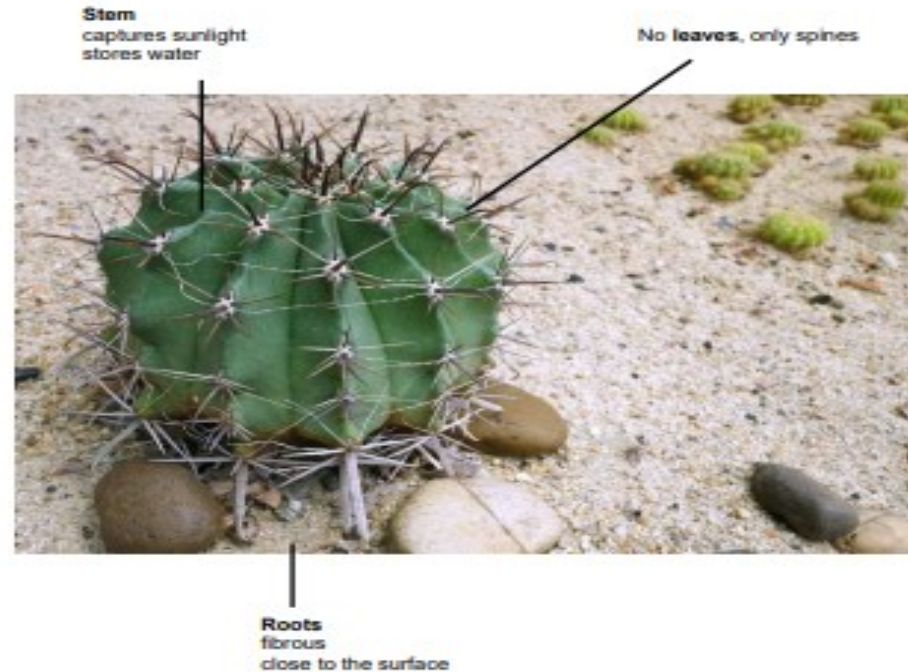 Stem
captures sunlight
stores water
No leaves, only spines
Roots
fibrous
close to the surface